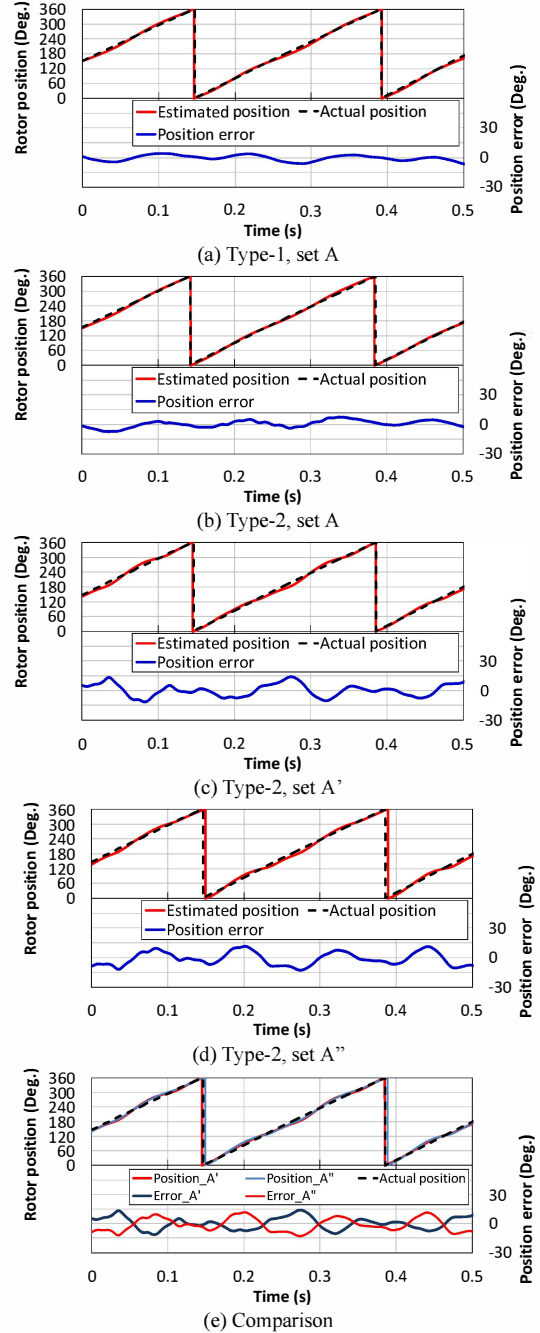 Rotor position (Deg.)
360
300
240
180
120
60
0
Estimated position
Actual position
Position error
30
0
-30
Position error (Deg.)
0
0.1
0.2
0.3
0.4
0.5
Time (s)
(a) Type-1, set A
Rotor position (Deg.)
360
300
240
180
120
60
0
Estimated position
Actual position
Position error
30
0
-30
Position error (Deg.)
0
0.1
0.2
0.3
0.4
0.5
Time (s)
(b) Type-2, set A
Rotor position (Deg.)
360
300
240
180
120
60
0
Estimated position
Actual position
Position error
30
0
-30
Position error (Deg.)
0
0.1
0.2
0.3
0.4
0.5
Time (s)
(c) Type-2, set A’
Rotor position (Deg.)
360
300
240
180
120
60
0
Estimated position
Actual position
Position error
30
0
-30
Position error (Deg.)
0
0.1
0.2
0.3
0.4
0.5
Time (s)
(d) Type-2, set A”
Rotor position (Deg.)
360
300
240
180
120
60
0
Position_A'
Position_A"
Actual position
Error_A'
Error_A"
30
0
-30
Position error (Deg.)
0
0.1
0.2
0.3
0.4
0.5
Time (s)
(e) Comparison